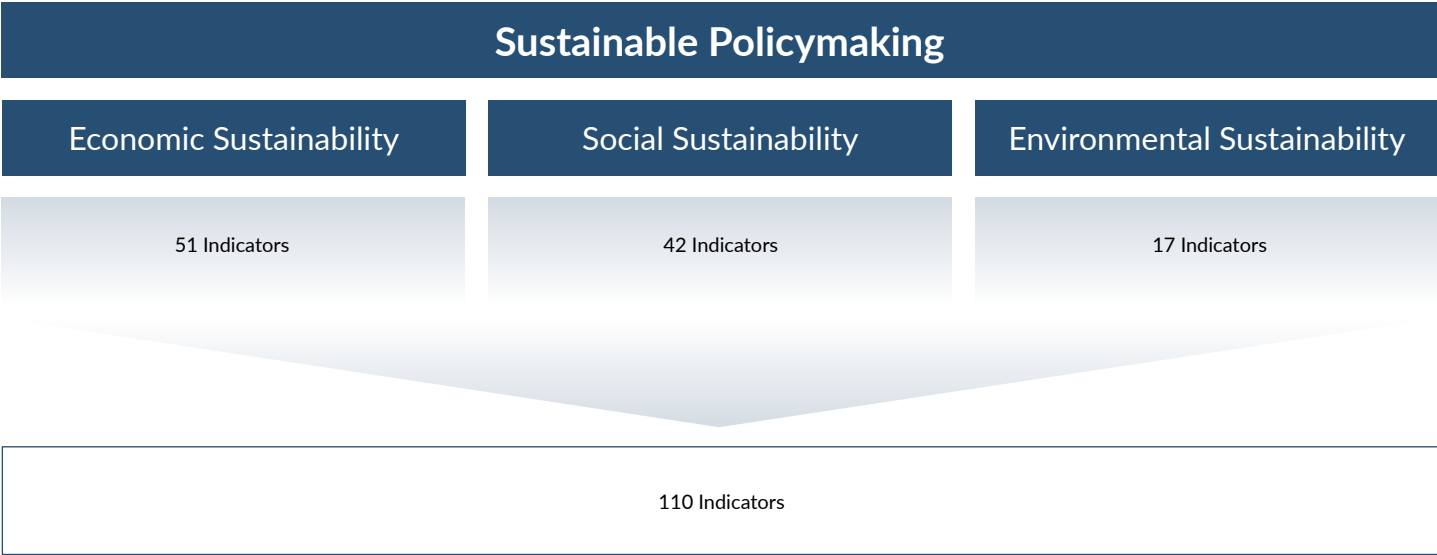 Sustainable Policymaking
Economic Sustainability
Social Sustainability
Environmental Sustainability
51 Indicators
42 Indicators
17 Indicators
110 Indicators